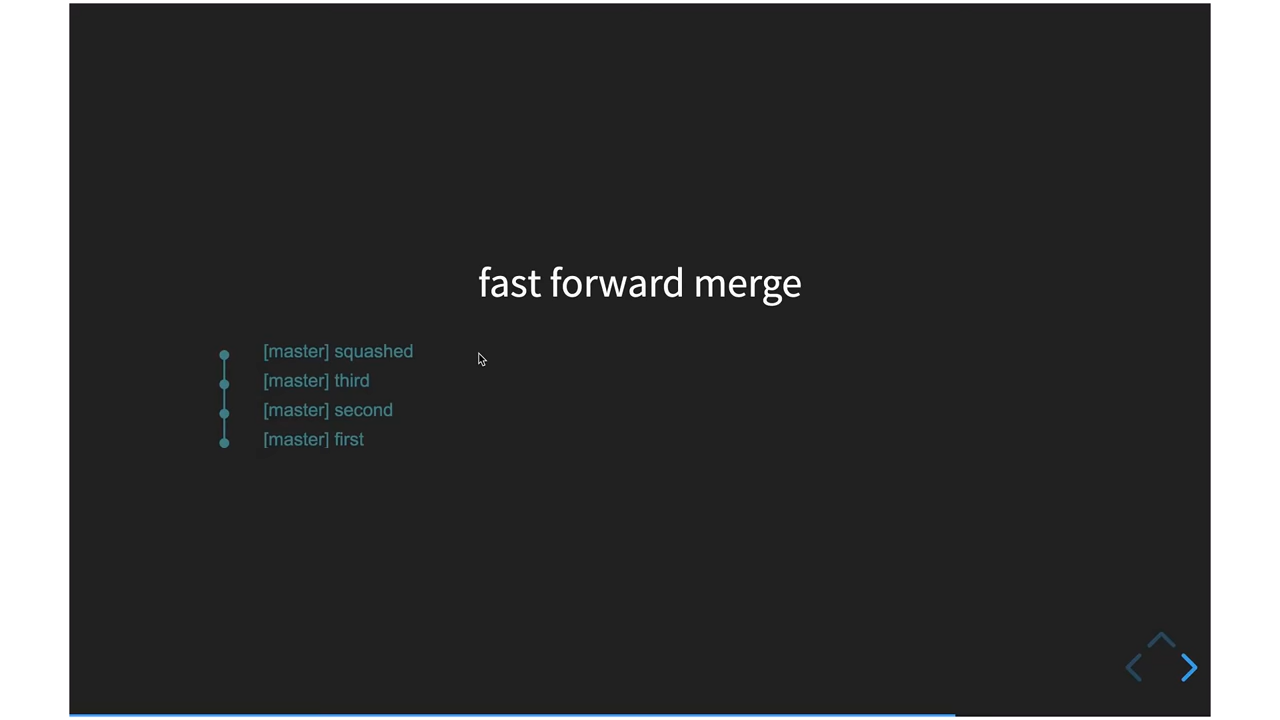 fast forward merge
[master] squashed
[master] third
[master] second
[master] first